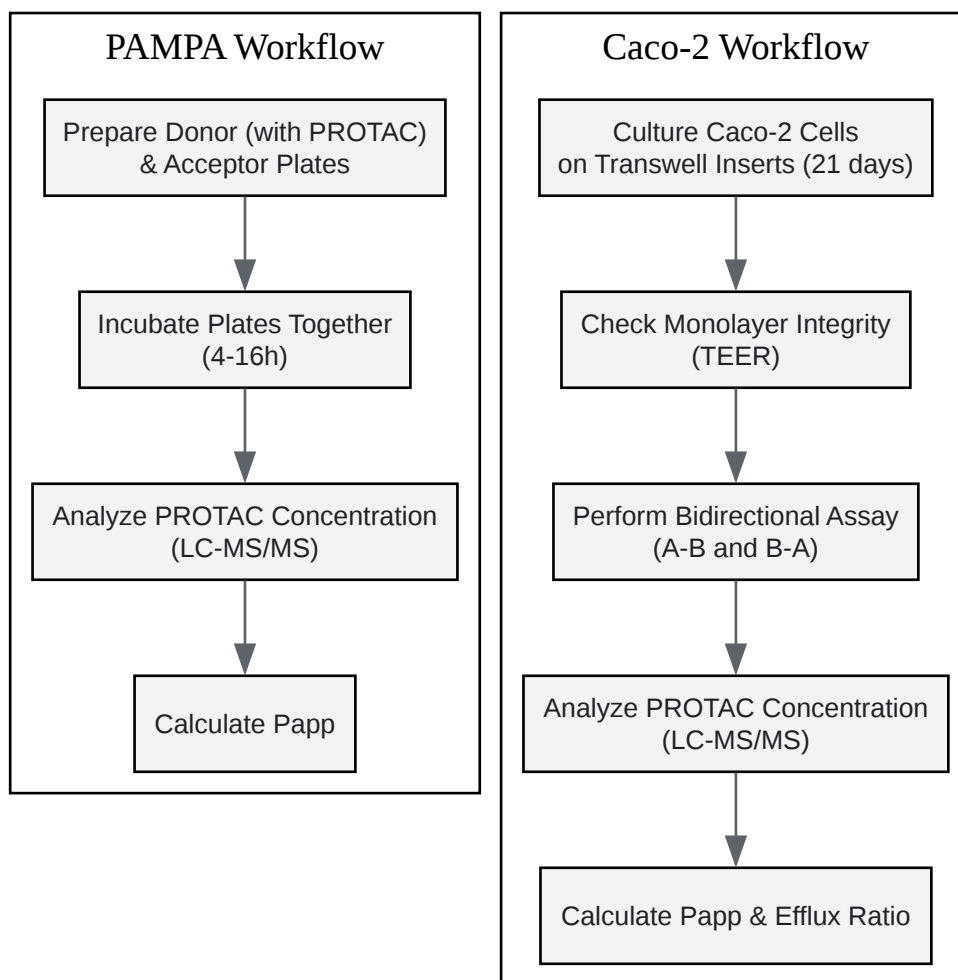 PAMPA Workflow
Prepare Donor (with PROTAC)
& Acceptor Plates
Incubate Plates Together
(4-16h)
Analyze PROTAC Concentration
(LC-MS/MS)
Calculate Papp
Caco-2 Workflow
Culture Caco-2 Cells
on Transwell Inserts (21 days)
Check Monolayer Integrity
(TEER)
Perform Bidirectional Assay
(A-B and B-A)
Analyze PROTAC Concentration
(LC-MS/MS)
Calculate Papp & Efflux Ratio